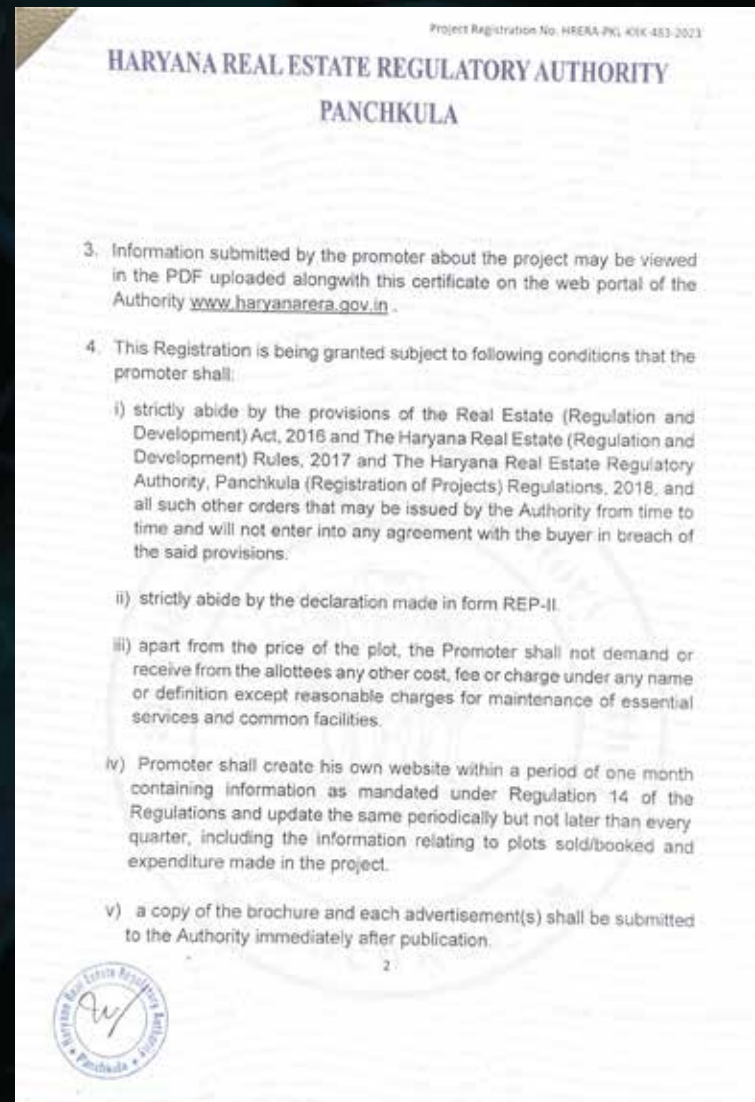 Project Registration No. HRERA-PKL-KKK-483-2023
HARYANA REAL ESTATE REGULATORY AUTHORITY
PANCHKULA
3. Information submitted by the promoter about the project may be viewed
in the PDF uploaded alongwith this certificate on the web portal of the
Authority www.haryanarera.gov.in .
4. This Registration is being granted subject to following conditions that the
promoter shall:
i) strictly abide by the provisions of the Real Estate (Regulation and
Development) Act, 2016 and The Haryana Real Estate (Regulation and
Development) Rules, 2017 and The Haryana Real Estate Regulatory
Authority, Panchkula (Registration of Projects) Regulations, 2018, and
all such other orders that may be issued by the Authority from time to
time and will not enter into any agreement with the buyer in breach of
the said provisions.
ii) strictly abide by the declaration made in form REP-II.
iii) apart from the price of the plot, the Promoter shall not demand or
receive from the allottees any other cost, fee or charge under any name
or definition except reasonable charges for maintenance of essential
services and common facilities.
iv) Promoter shall create his own website within a period of one month
containing information as mandated under Regulation 14 of the
Regulations and update the same periodically but not later than every
quarter, including the information relating to plots sold/booked and
expenditure made in the project.
v) a copy of the brochure and each advertisement(s) shall be submitted
to the Authority immediately after publication.
2
Haryana Real Estate Regulatory Authority
Panchkula